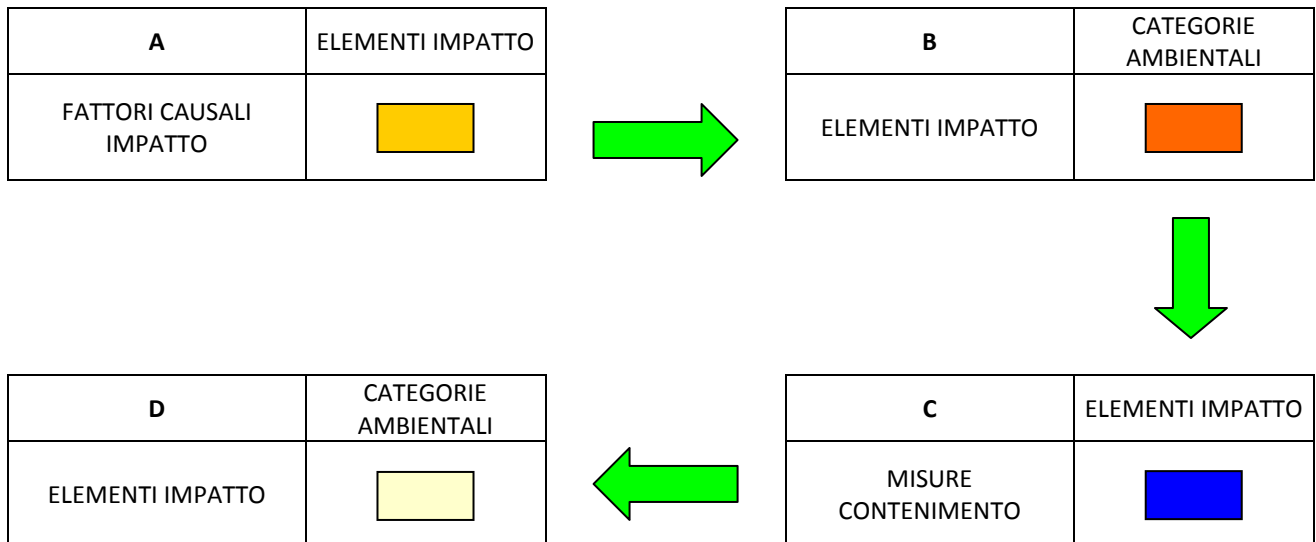 A
ELEMENTI IMPATTO
FATTORI CAUSALI
IMPATTO
B
CATEGORIE
AMBIENTALI
ELEMENTI IMPATTO
D
CATEGORIE
AMBIENTALI
ELEMENTI IMPATTO
C
ELEMENTI IMPATTO
MISURE
CONTENIMENTO